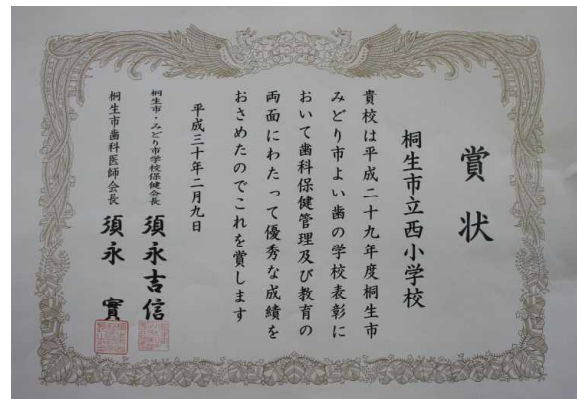 賞状
桐生市立西小学校
貴校は平成二十九年度桐生市
みどり市よい歯の学校表彰に
おいて歯科保健管理及び教育の
両面にわたって優秀な成績を
おさめたのでこれを賞します
平成三十年二月九日
桐生市・みどり市学校保健会長 須永吉信
桐生市歯科医師会長 須永 實